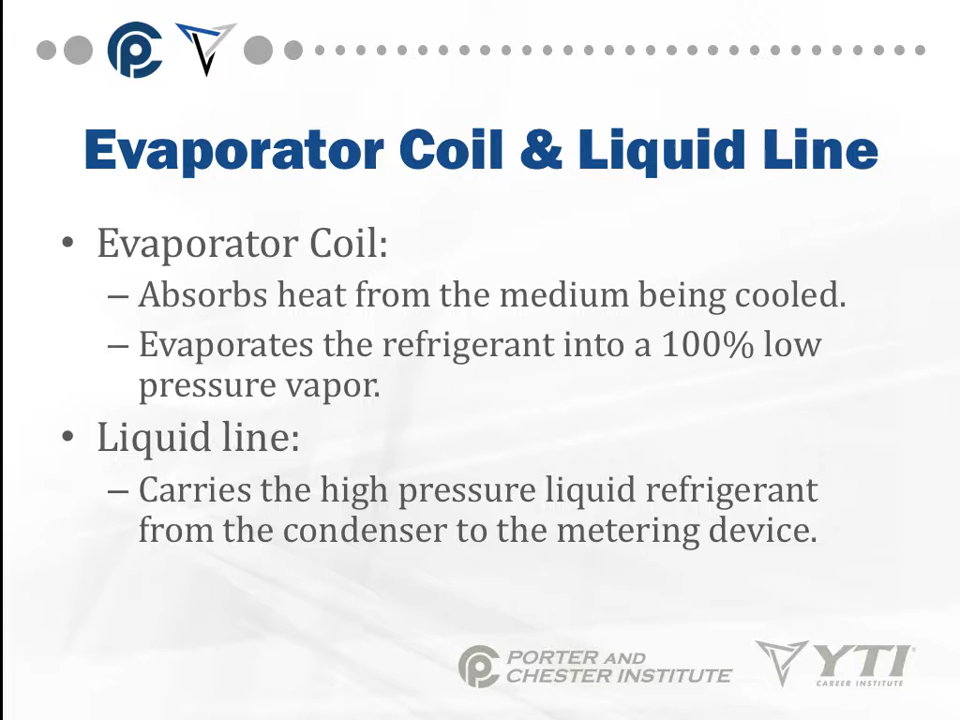 Evaporator Coil & Liquid Line
• Evaporator Coil:
– Absorbs heat from the medium being cooled.
– Evaporates the refrigerant into a 100% low
pressure vapor.
• Liquid line:
– Carries the high pressure liquid refrigerant
from the condenser to the metering device.
PORTER AND
CHESTER INSTITUTE
YTI
CAREER INSTITUTE